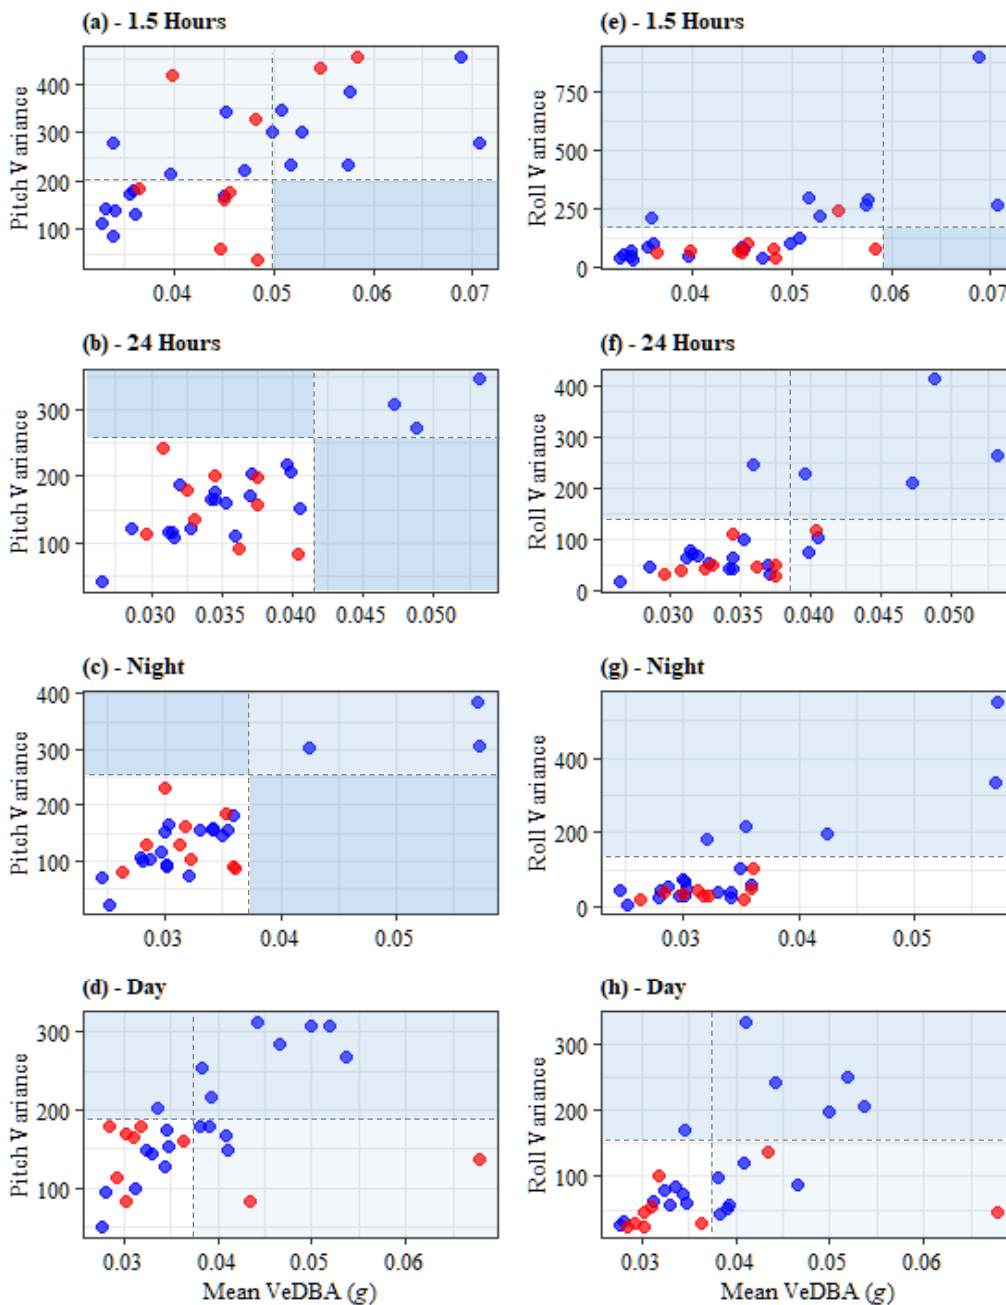 (a) - 1.5 Hours
Pitch Variance
400
300
200
100
0.04 0.05 0.06 0.07
(e) - 1.5 Hours
Roll Variance
750
500
250
0
0.04 0.05 0.06 0.07
(b) - 24 Hours
Pitch Variance
300
200
100
0.030 0.035 0.040 0.045 0.050
(f) - 24 Hours
Roll Variance
400
300
200
100
0
0.030 0.035 0.040 0.045 0.050
(c) - Night
Pitch Variance
400
300
200
100
0.03 0.04 0.05
(g) - Night
Roll Variance
400
200
0
0.03 0.04 0.05
(d) - Day
Pitch Variance
300
200
100
0.03 0.04 0.05 0.06
Mean VeDBA (g)
(h) - Day
Roll Variance
300
200
100
0.03 0.04 0.05 0.06
Mean VeDBA (g)